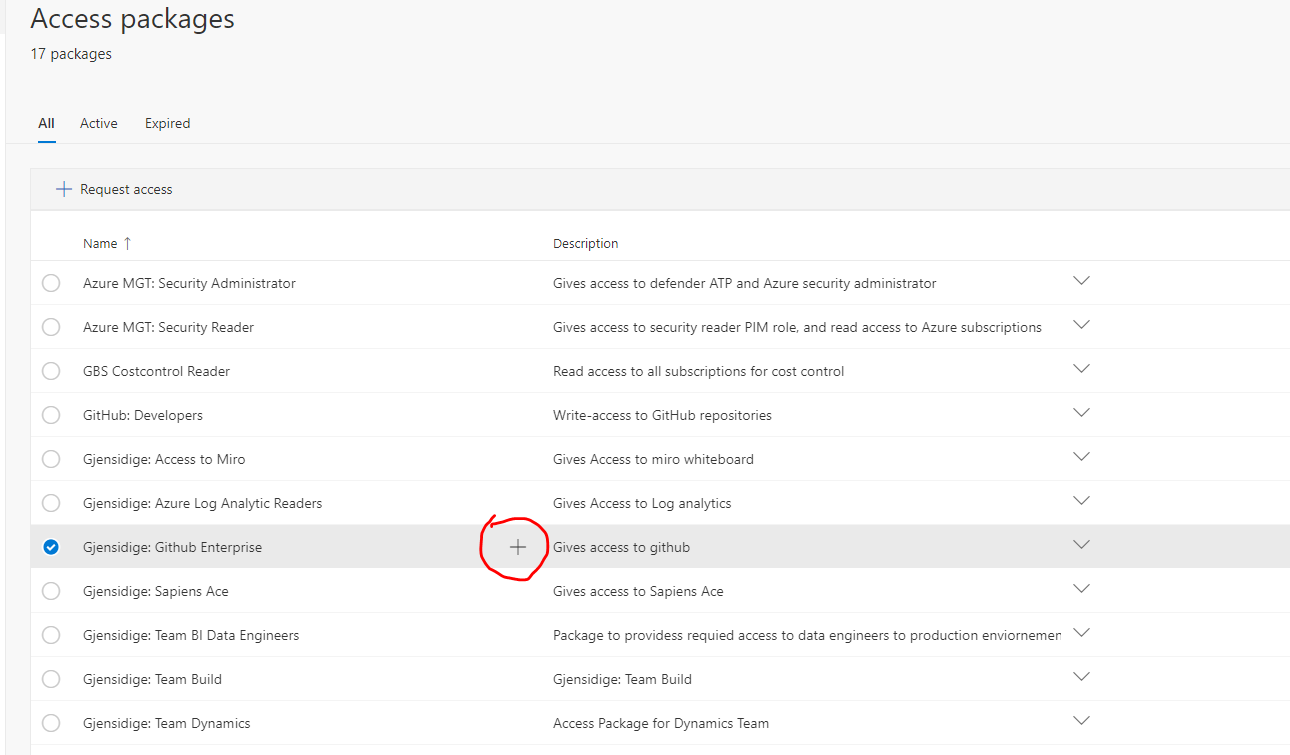 Access packages
17 packages
All Active Expired
Request access
Name ↑ Description
Azure MGT: Security Administrator Gives access to defender ATP and Azure security administrator
Azure MGT: Security Reader Gives access to security reader PIM role, and read access to Azure subscriptions
GBS Costcontrol Reader Read access to all subscriptions for cost control
GitHub: Developers Write-access to GitHub repositories
Gjensidige: Access to Miro Gives Access to miro whiteboard
Gjensidige: Azure Log Analytic Readers Gives Access to Log analytics
Gjensidige: Github Enterprise Gives access to github
Gjensidige: Sapiens Ace Gives access to Sapiens Ace
Gjensidige: Team BI Data Engineers Package to providess requied access to data engineers to production enviornemen
Gjensidige: Team Build Gjensidige: Team Build
Gjensidige: Team Dynamics Access Package for Dynamics Team